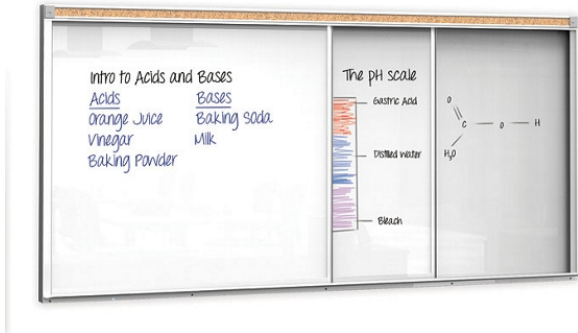 Intro to Acids and Bases
Acids Bases
Orange Juice Baking Soda
Vinegar Milk
Baking Powder
The pH scale
Gastric Acid
Distilled Water
Bleach
O
C — O — H
H₃O